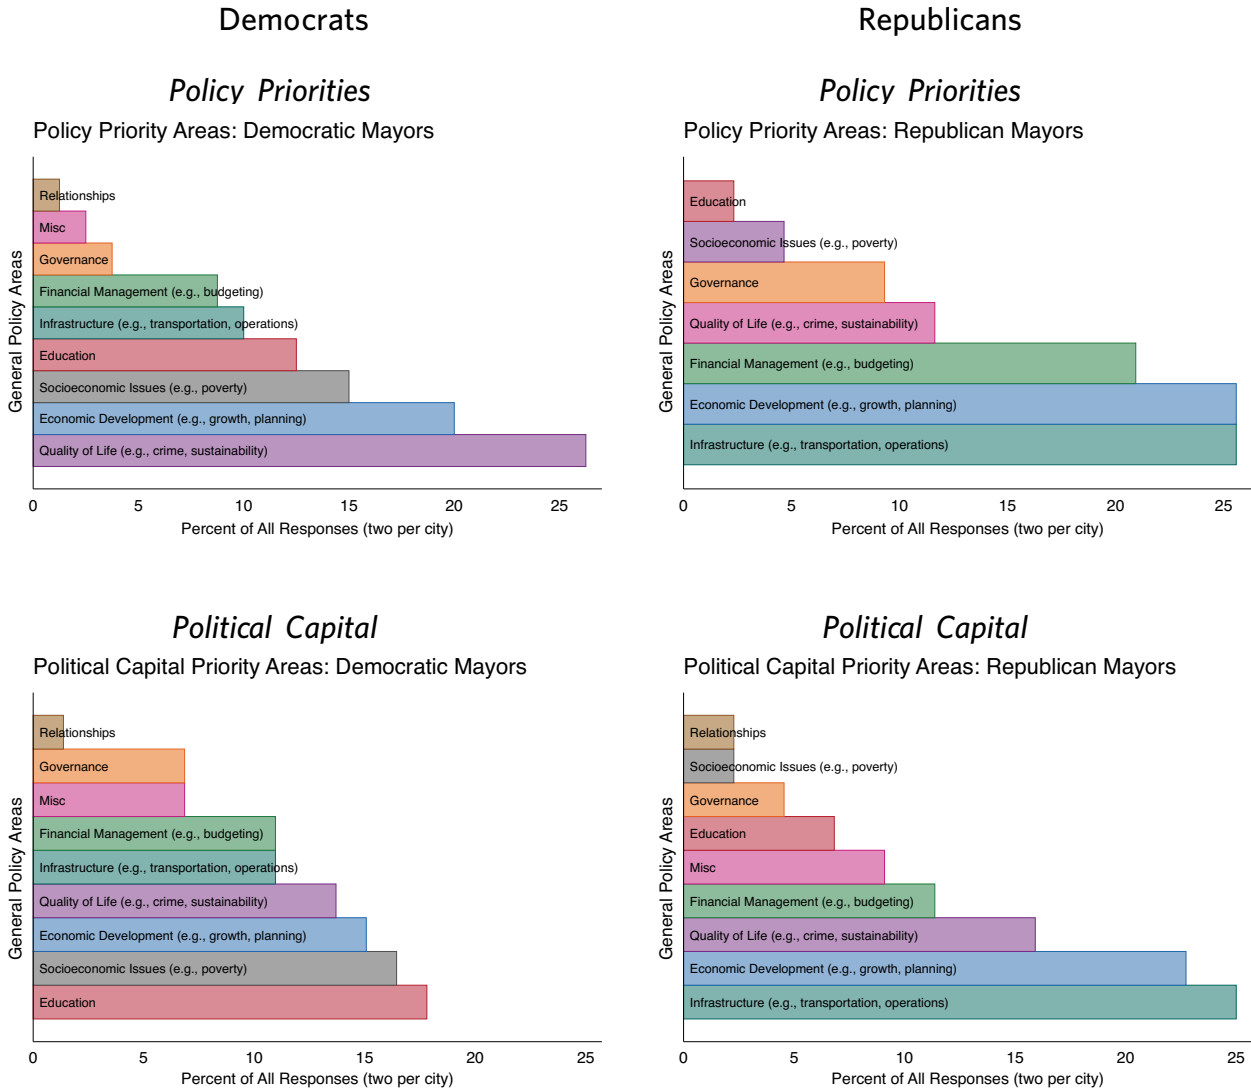 Democrats
Republicans
Policy Priorities
Policy Priorities
Policy Priority Areas: Democratic Mayors
General Policy Areas
Relationships
Misc
Governance
Financial Management (e.g., budgeting)
Infrastructure (e.g., transportation, operations)
Education
Socioeconomic Issues (e.g., poverty)
Economic Development (e.g., growth, planning)
Quality of Life (e.g., crime, sustainability)
0 5 10 15 20 25
Percent of All Responses (two per city)
Policy Priority Areas: Republican Mayors
General Policy Areas
Education
Socioeconomic Issues (e.g., poverty)
Governance
Quality of Life (e.g., crime, sustainability)
Financial Management (e.g., budgeting)
Economic Development (e.g., growth, planning)
Infrastructure (e.g., transportation, operations)
0 5 10 15 20 25
Percent of All Responses (two per city)
Political Capital
Political Capital
Political Capital Priority Areas: Democratic Mayors
General Policy Areas
Relationships
Governance
Misc
Financial Management (e.g., budgeting)
Infrastructure (e.g., transportation, operations)
Quality of Life (e.g., crime, sustainability)
Economic Development (e.g., growth, planning)
Socioeconomic Issues (e.g., poverty)
Education
0 5 10 15 20 25
Percent of All Responses (two per city)
Political Capital Priority Areas: Republican Mayors
General Policy Areas
Relationships
Socioeconomic Issues (e.g., poverty)
Governance
Education
Misc
Financial Management (e.g., budgeting)
Quality of Life (e.g., crime, sustainability)
Economic Development (e.g., growth, planning)
Infrastructure (e.g., transportation, operations)
0 5 10 15 20 25
Percent of All Responses (two per city)